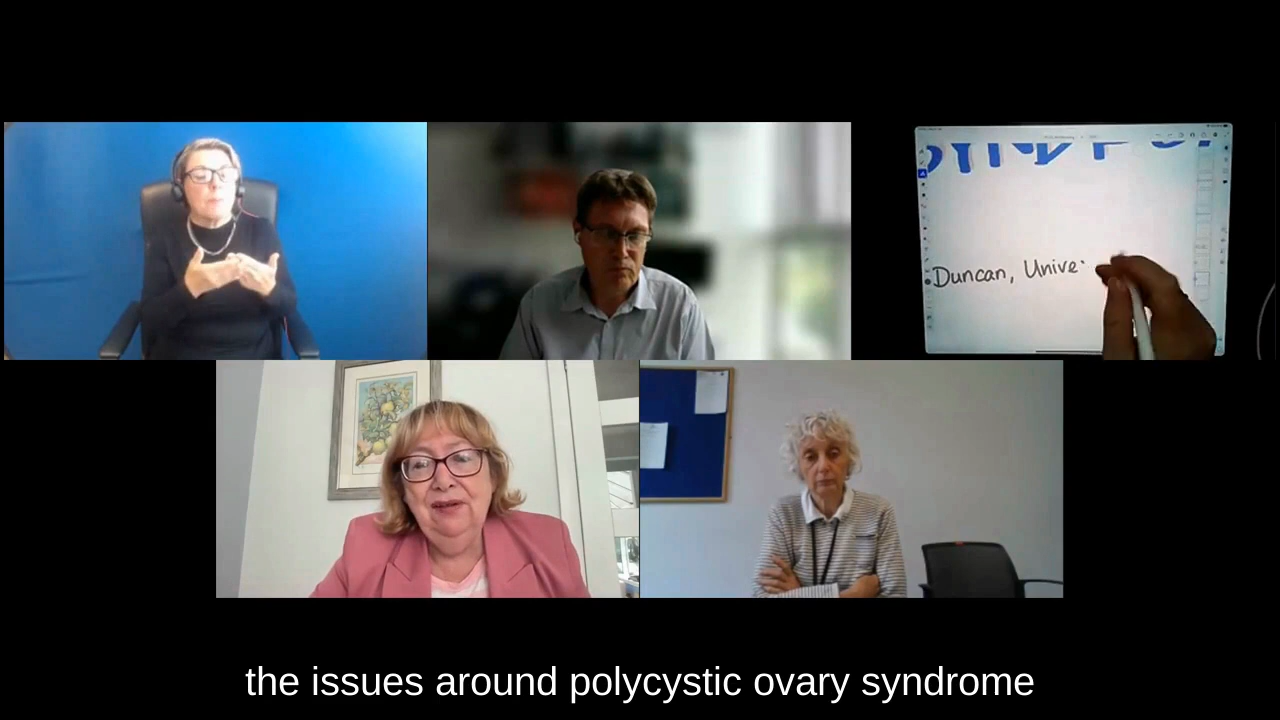 Duncan, Unive
the issues around polycystic ovary syndrome